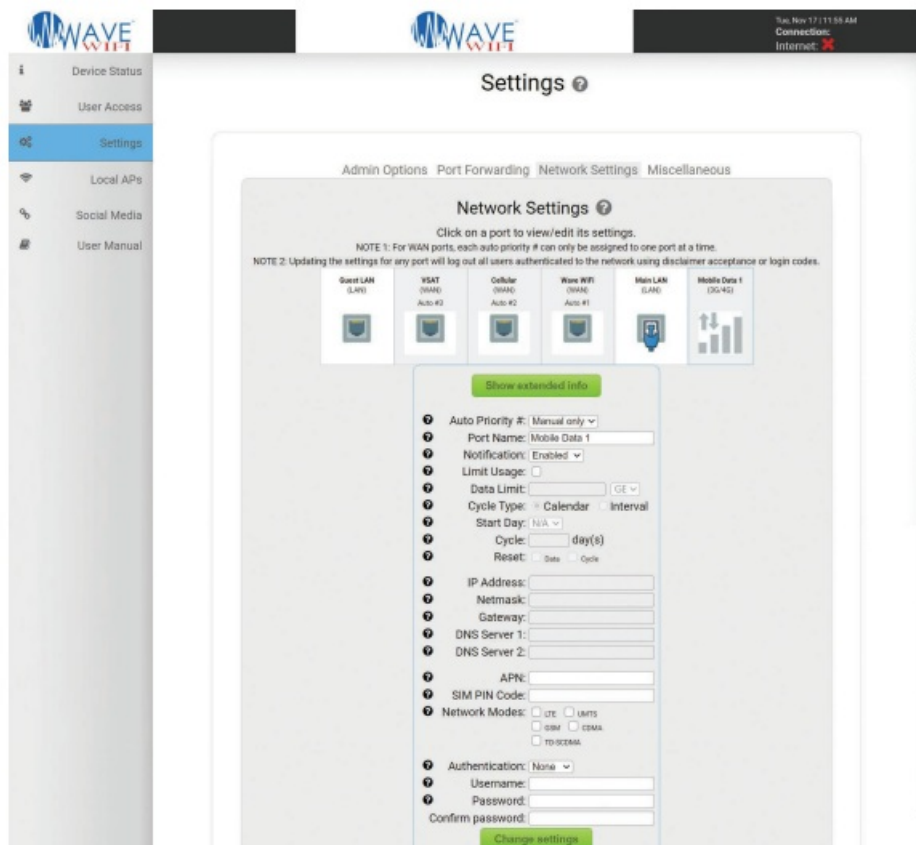 WAVE
WIFI
WAVE
WIFI
Tue, Nov 17 | 11:55 AM
Connection:
Internet:
Device Status
User Access
Settings
Local APs
Social Media
User Manual
Settings
Admin Options Port Forwarding Network Settings Miscellaneous
Network Settings
Click on a port to view/edit its settings.
NOTE 1: For WAN ports, each auto priority # can only be assigned to one port at a time.
NOTE 2: Updating the settings for any port will log out all users authenticated to the network using disclaimer acceptance or login codes.
Guest LAN VSAT Cellular Wave WiFi Main LAN Mobile Data 1
(LAN) (WAN) (WAN) (WAN) (LAN) (3G/4G)
Auto #3 Auto #2 Auto #1
Show extended info
Auto Priority #: Manual only
Port Name: Mobile Data 1
Notification: Enabled
Limit Usage:
Data Limit: GE
Cycle Type: Calendar Interval
Start Day: N/A
Cycle: day(s)
Reset: Data Cycle
IP Address:
Netmask:
Gateway:
DNS Server 1:
DNS Server 2:
APN:
SIM PIN Code:
Network Modes: LTE UMTS
GSM CDMA
TD-SCDMA
Authentication: None
Username:
Password:
Confirm password:
Change settings